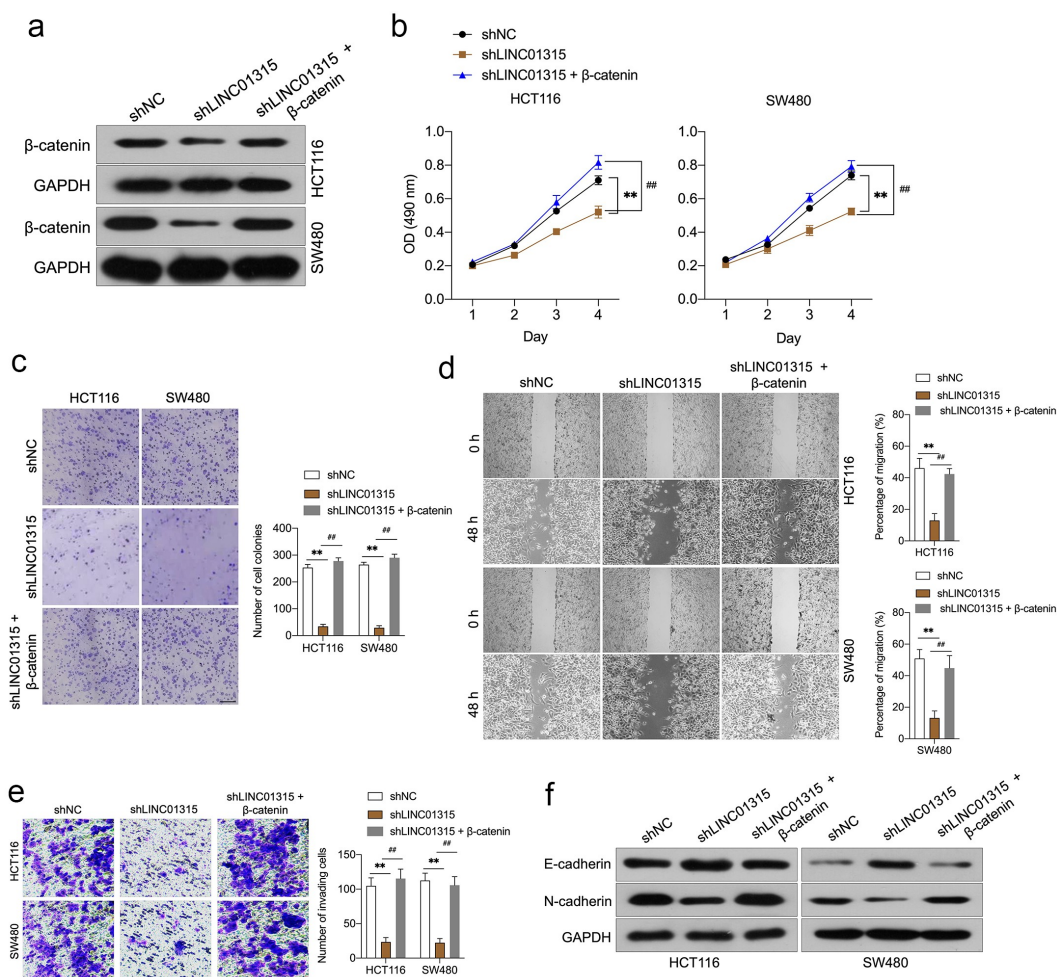 a
shNC
shLINC01315
shLINC01315 +
β-catenin
β-catenin
GAPDH
HCT116
β-catenin
GAPDH
SW480
b
shNC
shLINC01315
shLINC01315 + β-catenin
HCT116
OD (490 nm)
1.0
0.8
0.6
0.4
0.2
0.0
1 2 3 4
Day
**
##
SW480
1.0
0.8
0.6
0.4
0.2
0.0
1 2 3 4
Day
**
##
c
HCT116 SW480
shNC
shLINC01315
shLINC01315 +
β-catenin
shNC
shLINC01315
shLINC01315 + β-catenin
Number of cell colonies
400
300
200
100
0
** ## ** ##
HCT116 SW480
d
shNC shLINC01315 shLINC01315 +
β-catenin
0 h
48 h
HCT116
0 h
48 h
SW480
shNC
shLINC01315
shLINC01315 + β-catenin
Percentage of migration (%)
80
60
40
20
0
** ##
HCT116
shNC
shLINC01315
shLINC01315 + β-catenin
Percentage of migration (%)
80
60
40
20
0
** ##
SW480
e
shNC shLINC01315 shLINC01315 +
β-catenin
HCT116
SW480
shNC
shLINC01315
shLINC01315 + β-catenin
Number of invading cells
150
100
50
0
** ## ** ##
HCT116 SW480
f
shNC
shLINC01315
shLINC01315 +
β-catenin
shNC
shLINC01315
shLINC01315 +
β-catenin
E-cadherin
N-cadherin
GAPDH
HCT116 SW480